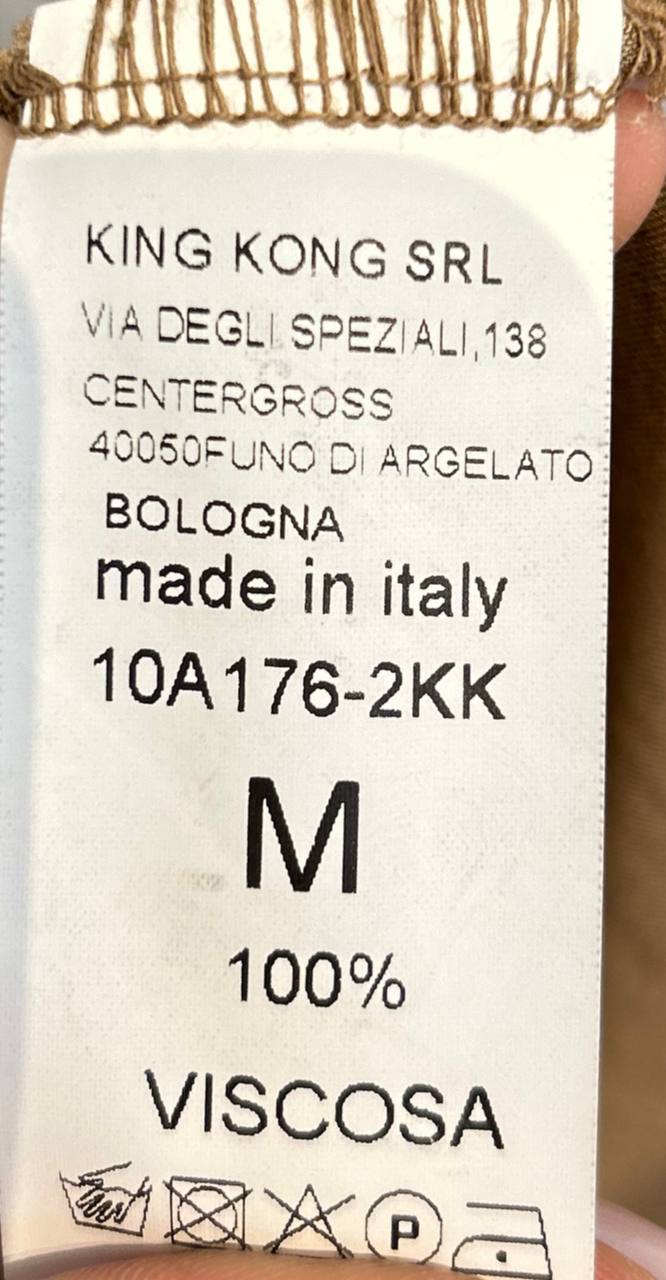 KING KONG SRL
VIA DEGLI SPEZIALI,138
CENTERGROSS
40050FUNO DI ARGELATO
BOLOGNA
made in italy
10A176-2KK
M
100%
VISCOSA
P